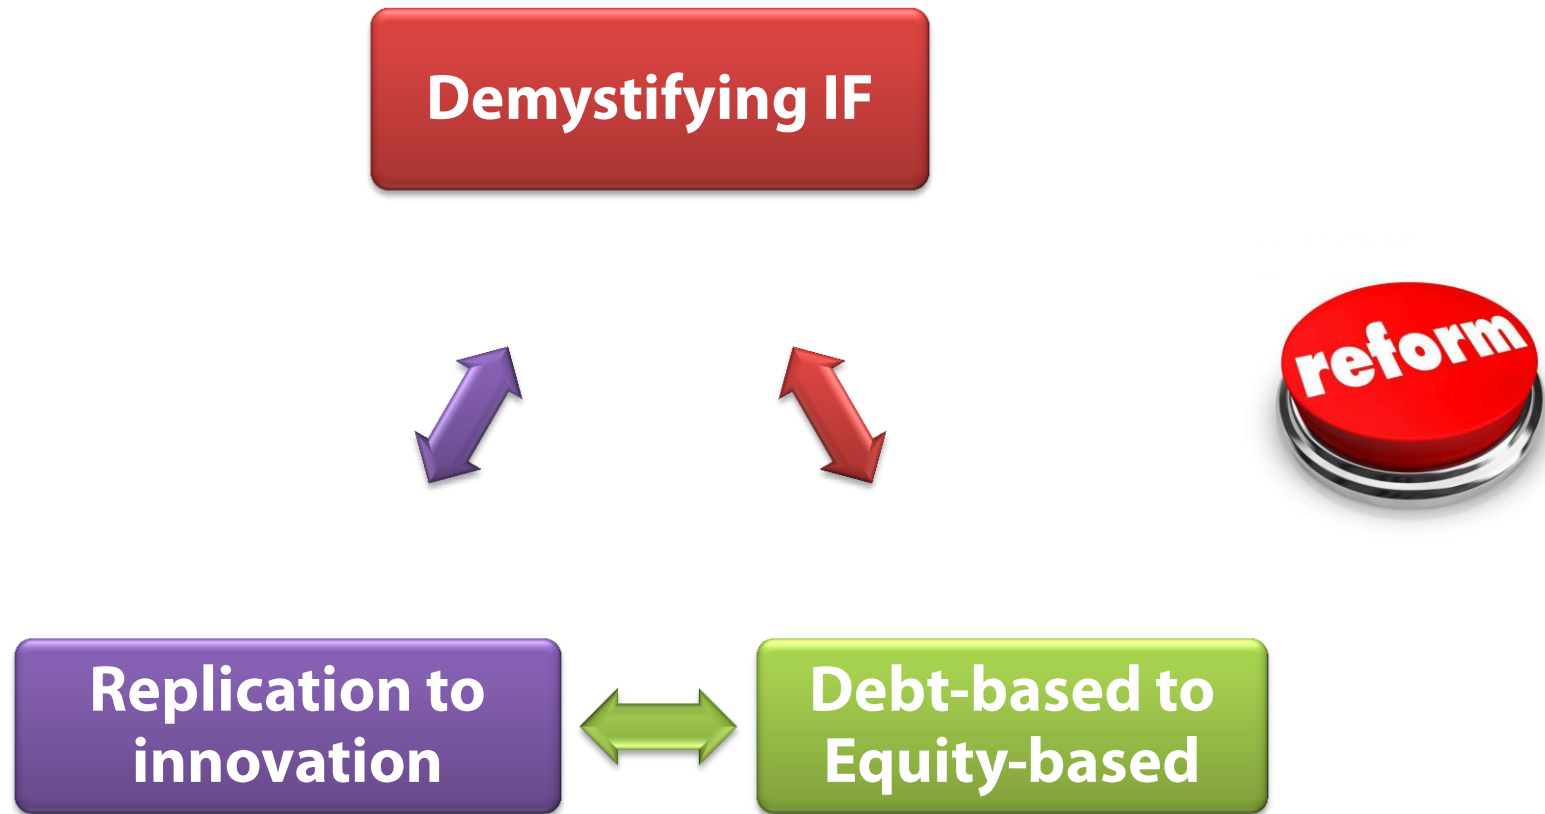 Demystifying IF
reform
Replication to
innovation
Debt-based to
Equity-based